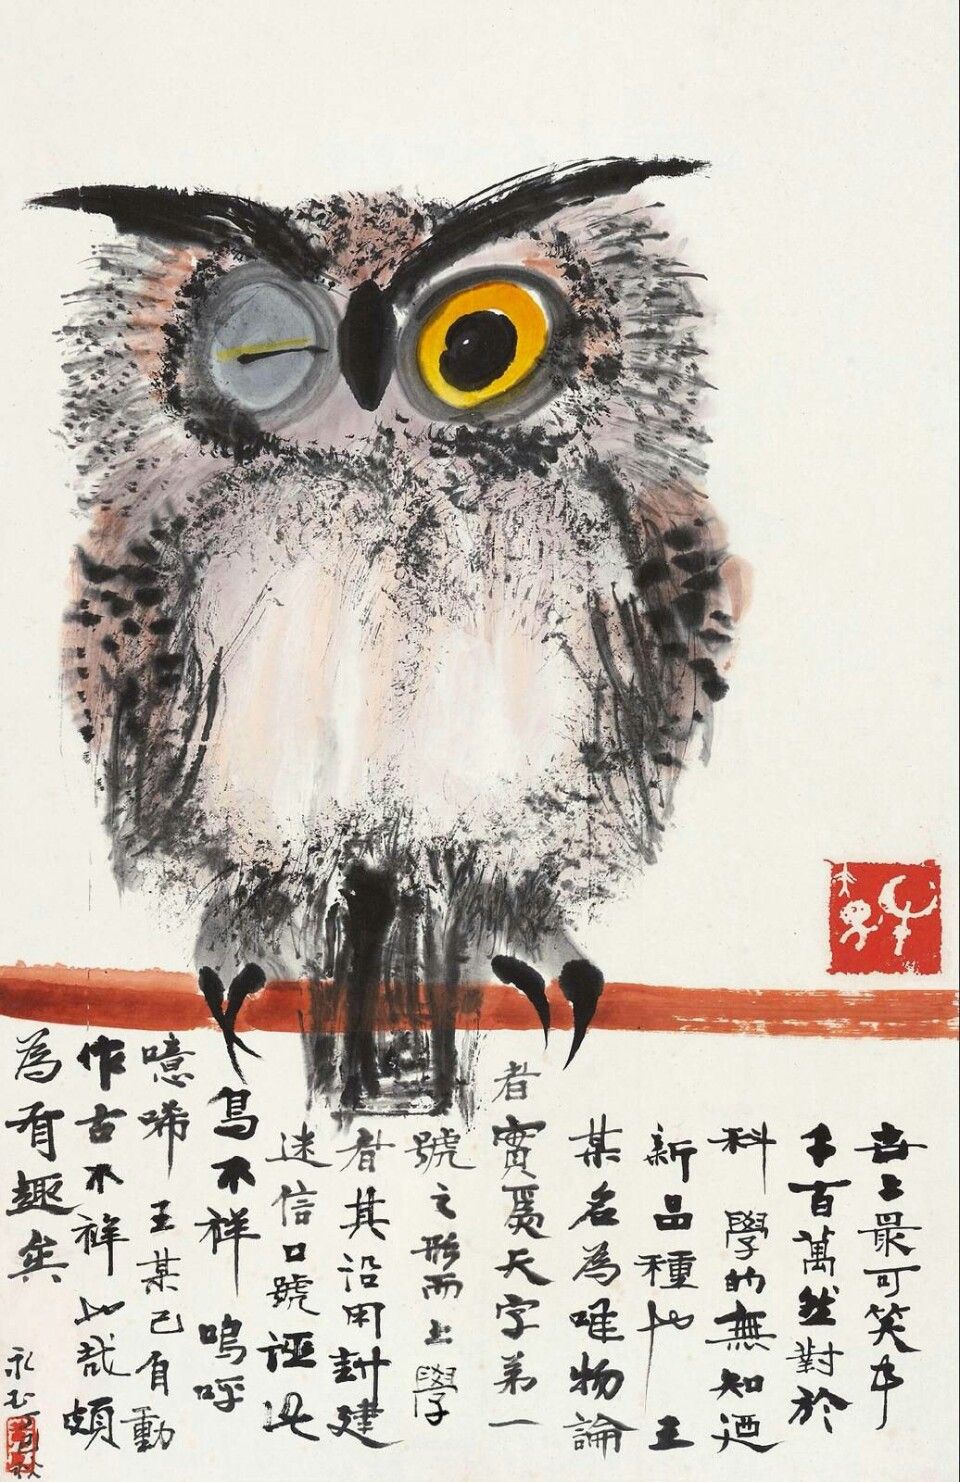 世上最可笑事
千百萬然對於
科學的無知迺
新品種也 王
某名為唯物論
者實屬天字第一
號之形而上學
者其沿用封建
迷信口號誣此
鳥不祥 嗚呼
噫唏 王某已自動
作古不祥也哉 頗
為有趣矣
永玉